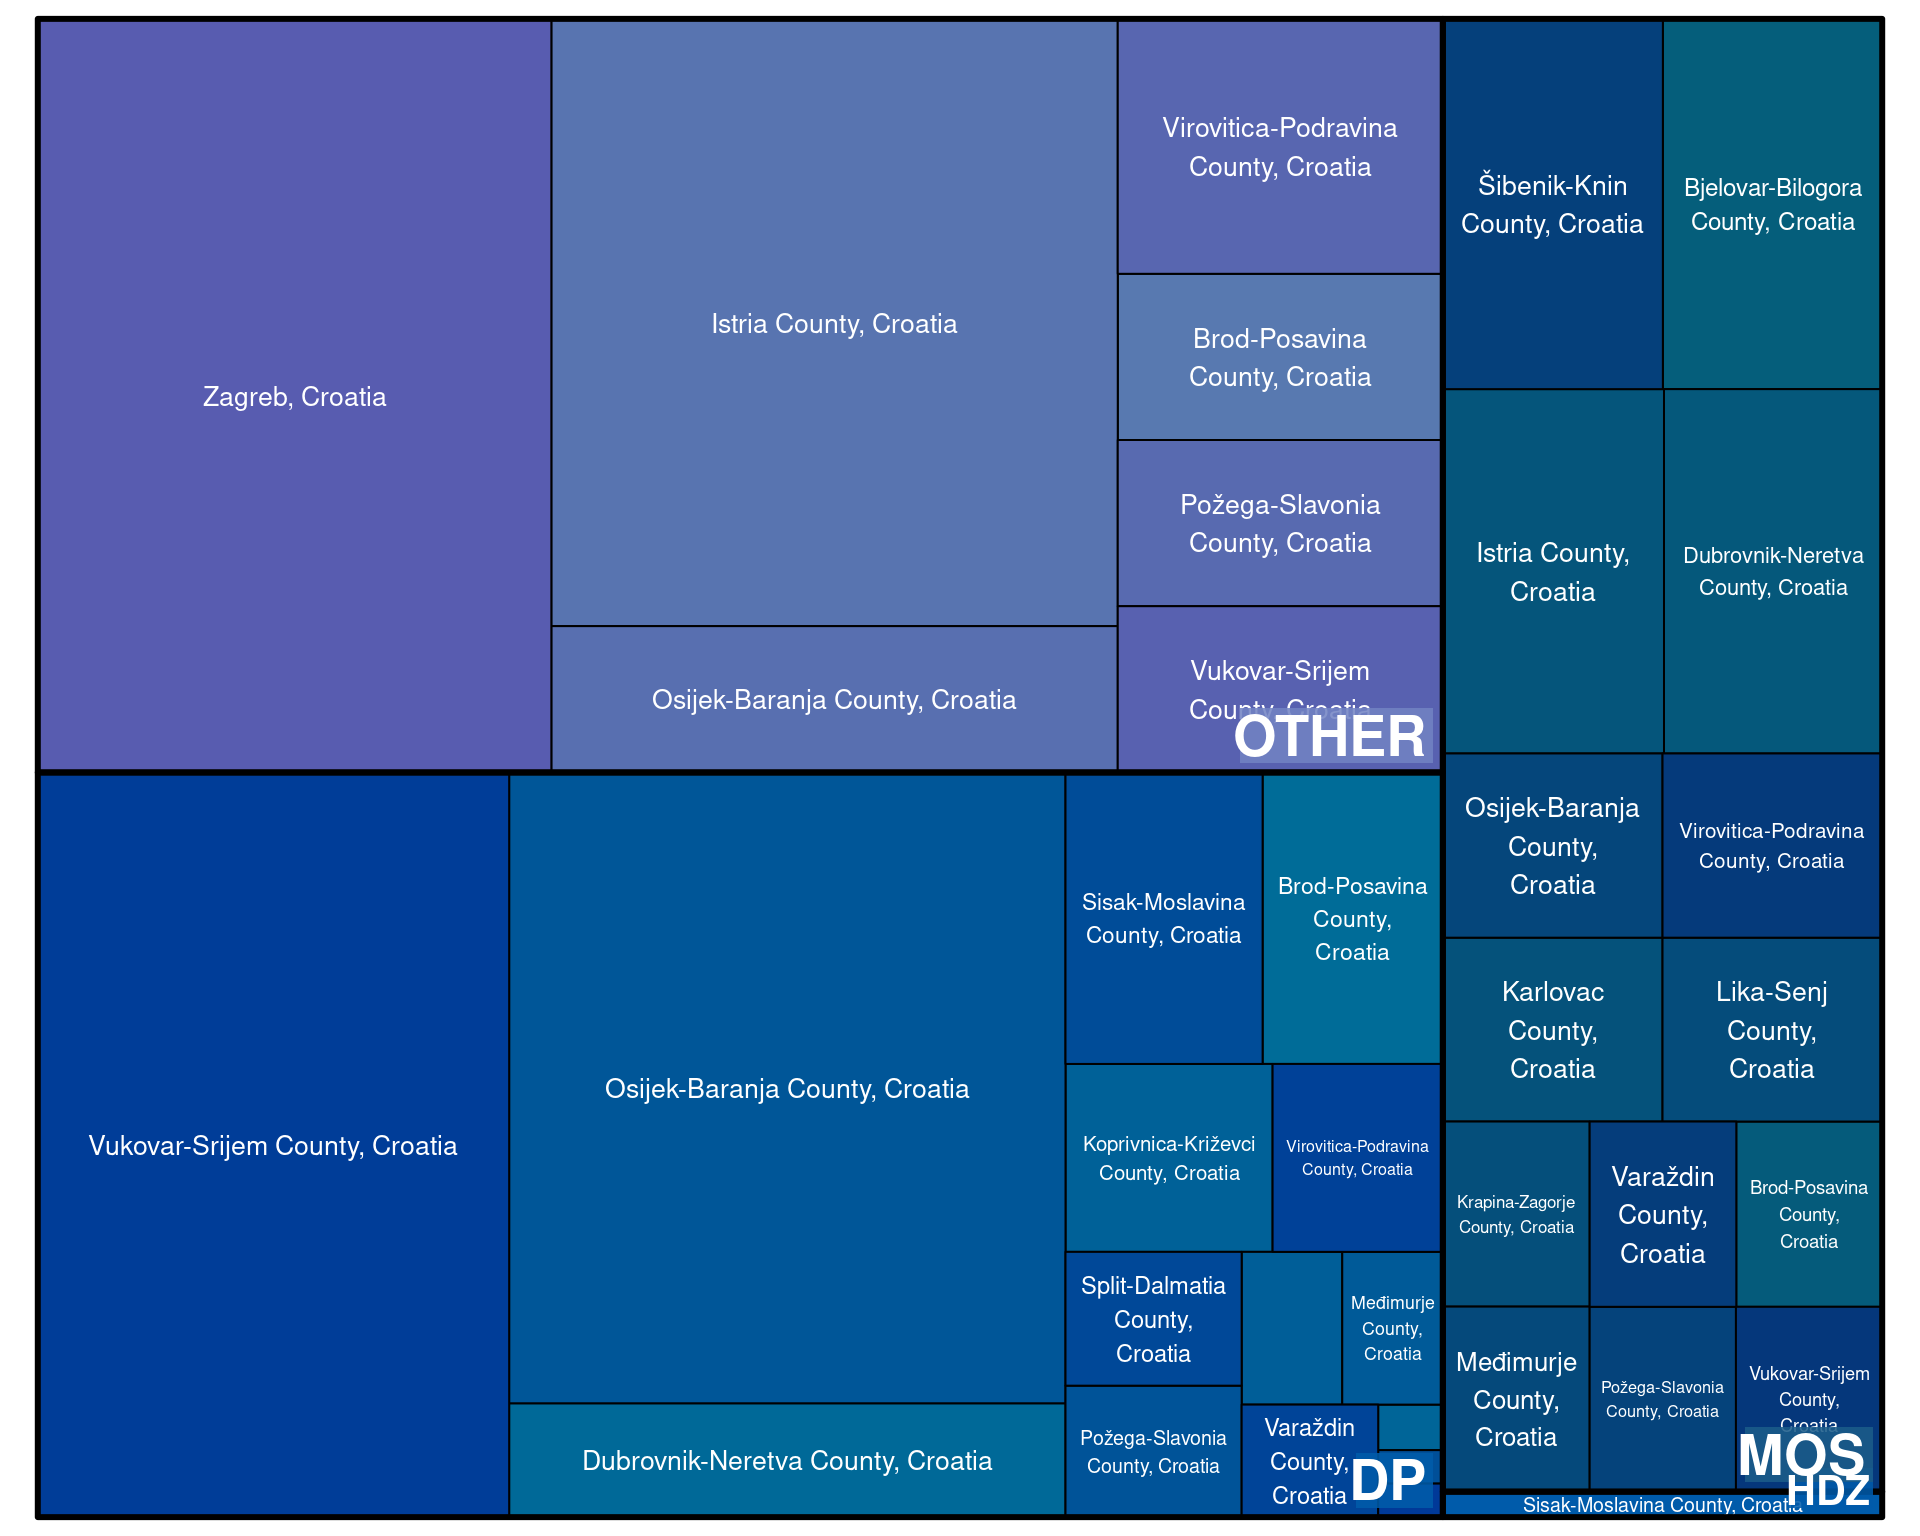 Zagreb, Croatia
Istria County, Croatia
Osijek-Baranja County, Croatia
Virovitica-Podravina
County, Croatia
Brod-Posavina
County, Croatia
Požega-Slavonia
County, Croatia
Vukovar-Srijem
County, Croatia
OTHER
Vukovar-Srijem County, Croatia
Osijek-Baranja County, Croatia
Dubrovnik-Neretva County, Croatia
Sisak-Moslavina
County, Croatia
Brod-Posavina
County,
Croatia
Koprivnica-Križevci
County, Croatia
Virovitica-Podravina
County, Croatia
Split-Dalmatia
County,
Croatia
Međimurje
County,
Croatia
Požega-Slavonia
County, Croatia
Varaždin
County,
Croatia
DP
Šibenik-Knin
County, Croatia
Bjelovar-Bilogora
County, Croatia
Istria County,
Croatia
Dubrovnik-Neretva
County, Croatia
Osijek-Baranja
County,
Croatia
Virovitica-Podravina
County, Croatia
Karlovac
County,
Croatia
Lika-Senj
County,
Croatia
Krapina-Zagorje
County, Croatia
Varaždin
County,
Croatia
Brod-Posavina
County,
Croatia
Međimurje
County,
Croatia
Požega-Slavonia
County, Croatia
Vukovar-Srijem
County,
Croatia
MOS
HDZ
Sisak-Moslavina County, Croatia